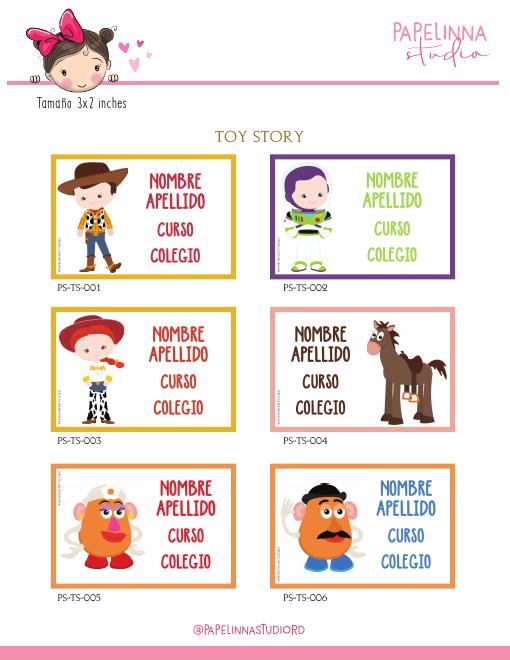 PAPELINNA
studio
Tamaño 3x2 inches
TOY STORY
NOMBRE
APELLIDO
CURSO
COLEGIO
PS-TS-001
NOMBRE
APELLIDO
CURSO
COLEGIO
PS-TS-002
NOMBRE
APELLIDO
CURSO
COLEGIO
PS-TS-003
NOMBRE
APELLIDO
CURSO
COLEGIO
PS-TS-004
NOMBRE
APELLIDO
CURSO
COLEGIO
PS-TS-005
NOMBRE
APELLIDO
CURSO
COLEGIO
PS-TS-006
@PAPELINNASTUDIORD